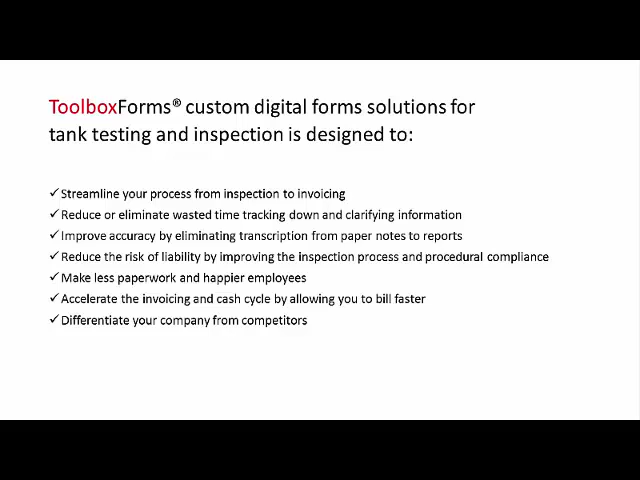 ToolboxForms® custom digital forms solutions for
tank testing and inspection is designed to:
✓Streamline your process from inspection to invoicing
✓Reduce or eliminate wasted time tracking down and clarifying information
✓Improve accuracy by eliminating transcription from paper notes to reports
✓Reduce the risk of liability by improving the inspection process and procedural compliance
✓Make less paperwork and happier employees
✓Accelerate the invoicing and cash cycle by allowing you to bill faster
✓Differentiate your company from competitors